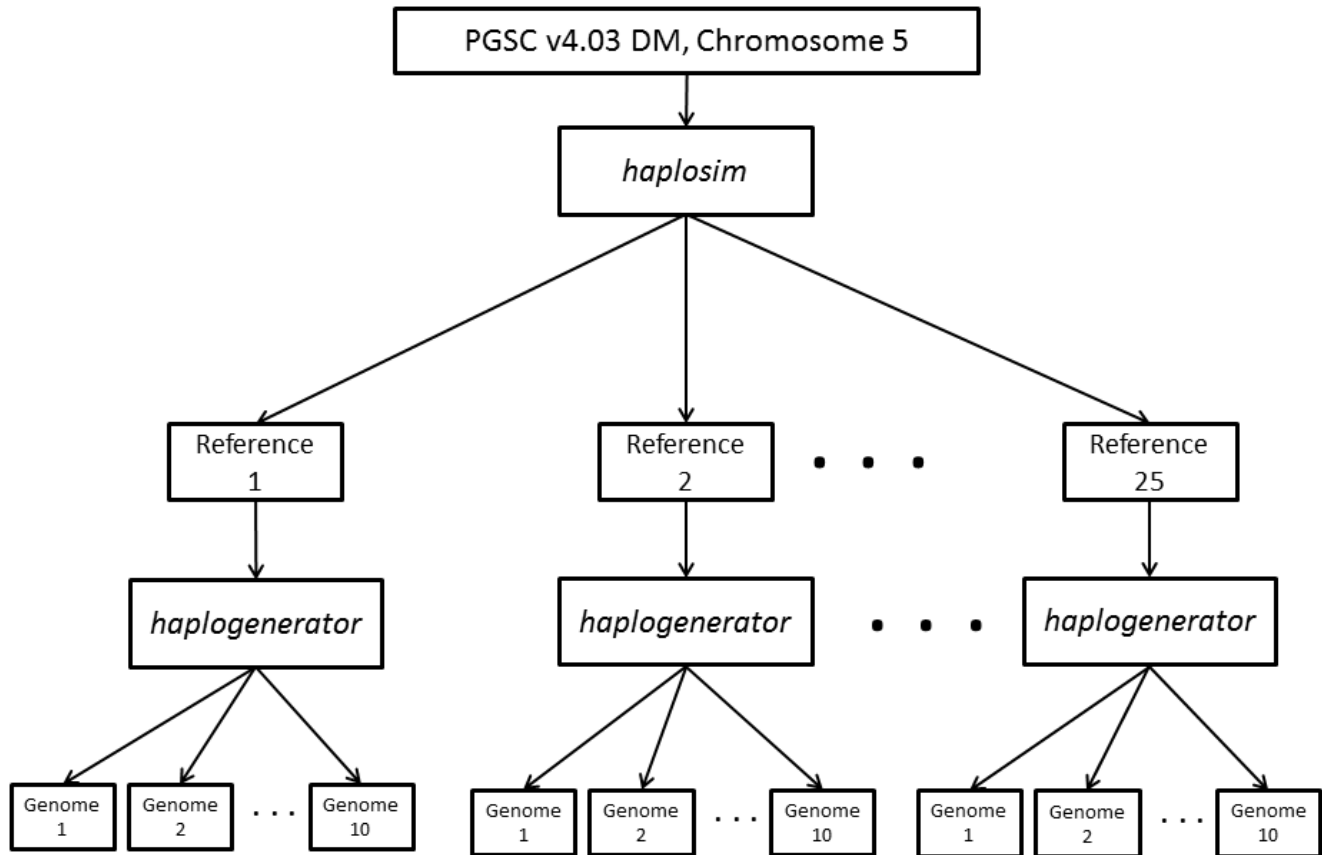 PGSC v4.03 DM, Chromosome 5
haplosim
Reference
1
Reference
2
. . .
Reference
25
haplogenerator
haplogenerator
. . .
haplogenerator
Genome
1
Genome
2
. . .
Genome
10
Genome
1
Genome
2
. . .
Genome
10
Genome
1
Genome
2
. . .
Genome
10